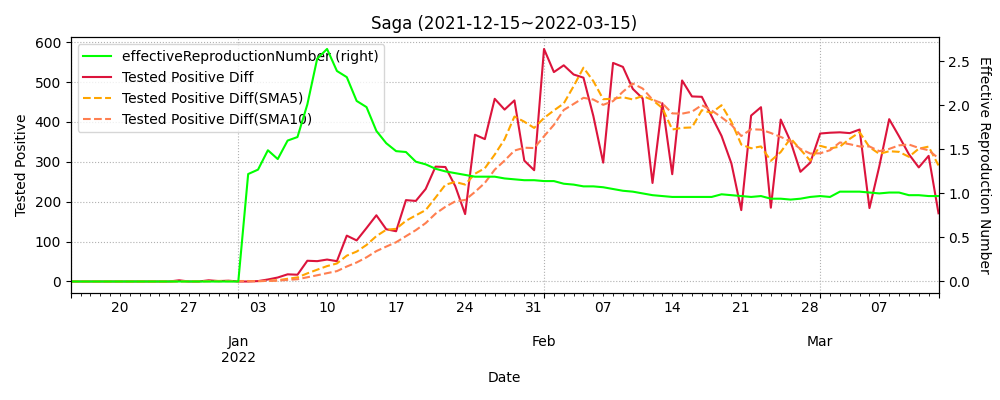 Saga (2021-12-15~2022-03-15)
effectiveReproductionNumber (right)
Tested Positive Diff
Tested Positive Diff(SMA5)
Tested Positive Diff(SMA10)
Tested Positive
600
500
400
300
200
100
0
2.5
2.0
1.5
1.0
0.5
0.0
Effective Reproduction Number
20 27 03 10 17 24 31 07 14 21 28 07
Jan Feb Mar
2022
Date